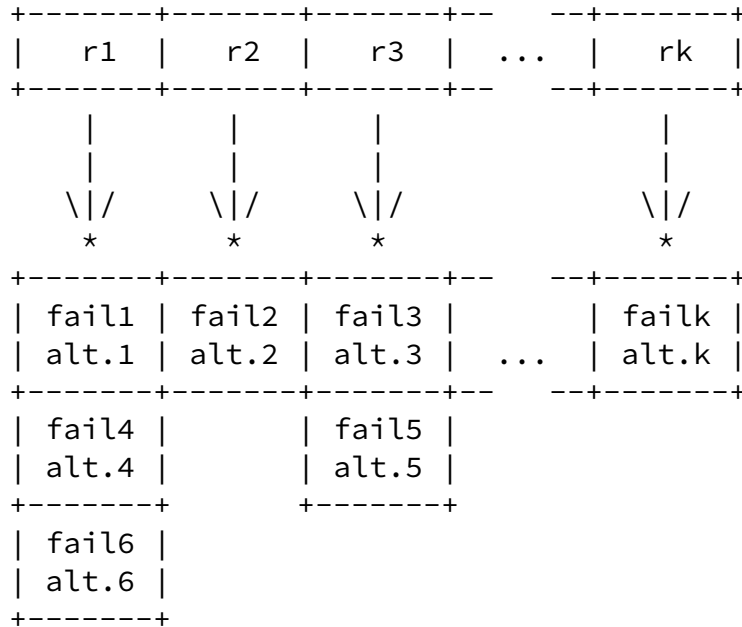 +-------+-------+-------+--   --+-------+
|   r1  |   r2  |   r3  |  ...  |   rk  |
+-------+-------+-------+--   --+-------+
    |       |       |               |
    |       |       |               |
   \|/     \|/     \|/             \|/
    *       *       *               *
+-------+-------+-------+--   --+-------+
| fail1 | fail2 | fail3 |       | failk |
| alt.1 | alt.2 | alt.3 |  ...  | alt.k |
+-------+-------+-------+--   --+-------+
| fail4 |       | fail5 |
| alt.4 |       | alt.5 |
+-------+       +-------+
| fail6 |
| alt.6 |
+-------+